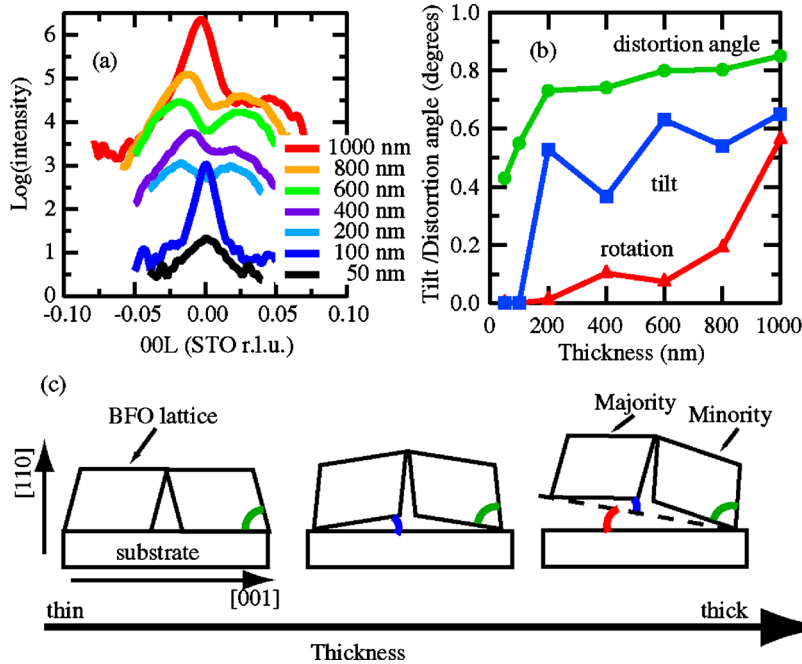 (a)
Log(intensity)
6
5
4
3
2
1
0
1000 nm
800 nm
600 nm
400 nm
200 nm
100 nm
50 nm
-0.10 -0.05 0.00 0.05 0.10
00L (STO r.l.u.)
(b)
Tilt /Distortion angle (degrees)
1.0
0.8
0.6
0.4
0.2
0.0
distortion angle
tilt
rotation
200 400 600 800 1000
Thickness (nm)
(c)
BFO lattice
Majority
Minority
[110]
substrate
[001]
thin
thick
Thickness